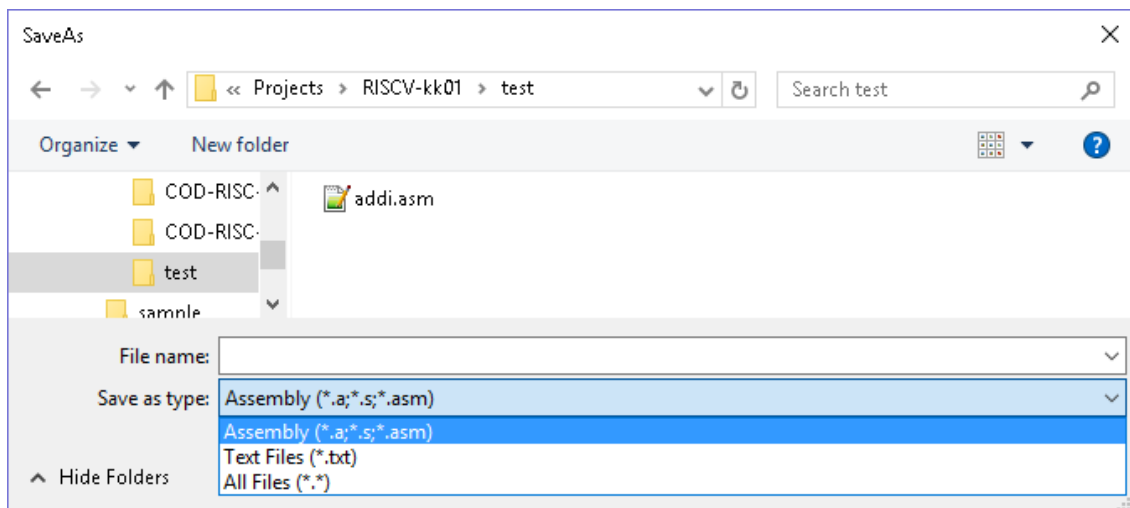 SaveAs
« Projects > RISCV-kk01 > test
Search test
Organize
New folder
COD-RISC-
addi.asm
COD-RISC-
test
sample
File name:
Save as type: Assembly (*.a;*.s;*.asm)
Assembly (*.a;*.s;*.asm)
Text Files (*.txt)
All Files (*.*)
Hide Folders